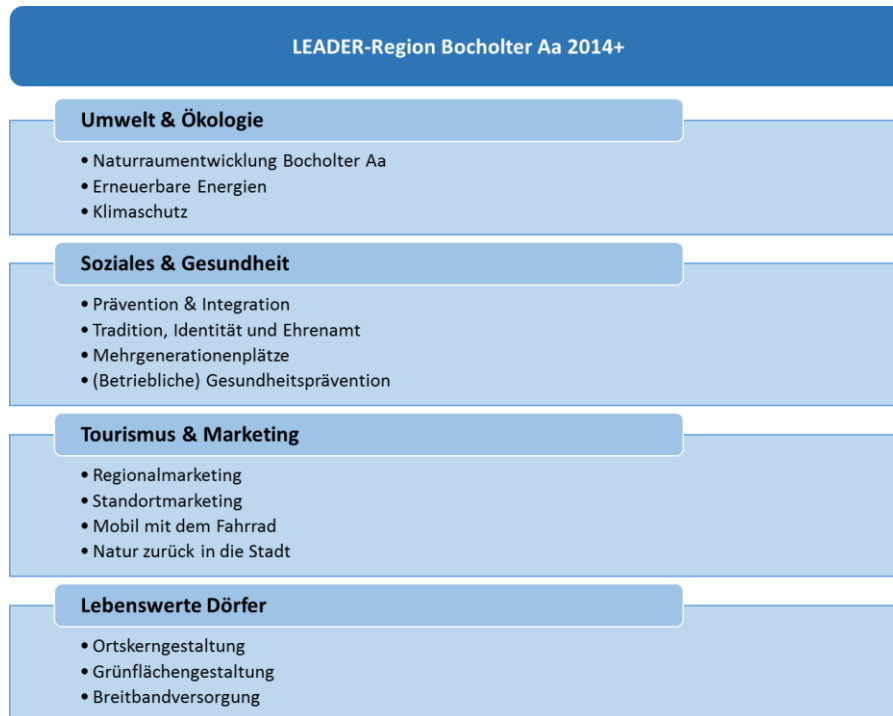 LEADER-Region Bocholter Aa 2014+
Umwelt & Ökologie
• Naturraumentwicklung Bocholter Aa
• Erneuerbare Energien
• Klimaschutz
Soziales & Gesundheit
• Prävention & Integration
• Tradition, Identität und Ehrenamt
• Mehrgenerationenplätze
• (Betriebliche) Gesundheitsprävention
Tourismus & Marketing
• Regionalmarketing
• Standortmarketing
• Mobil mit dem Fahrrad
• Natur zurück in die Stadt
Lebenswerte Dörfer
• Ortskerngestaltung
• Grünflächengestaltung
• Breitbandversorgung